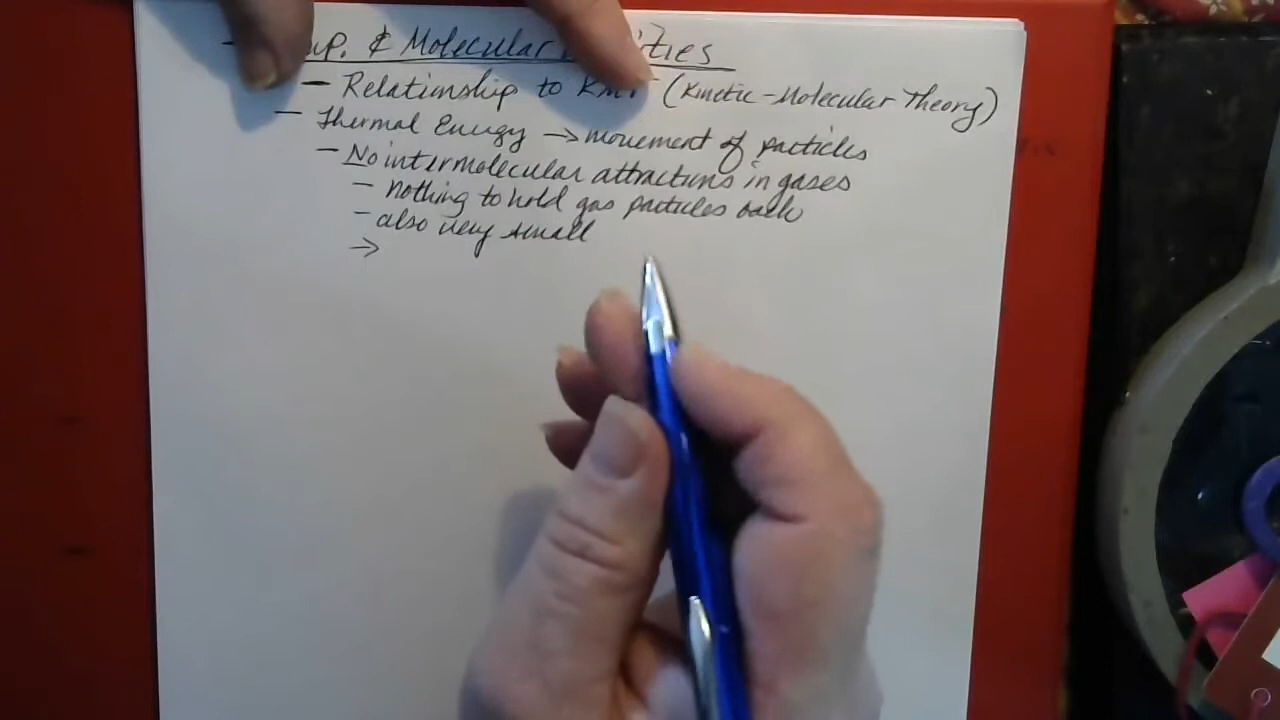 & Molecular
- Relationship to KMT (Kinetic-Molecular Theory)
- Thermal Energy → movement of particles
- No intermolecular attractions in gases
- nothing to hold gas particles back
- also very small
→